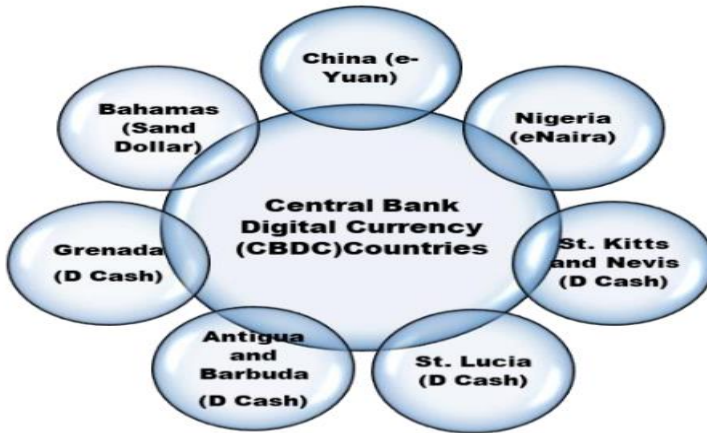 China (e-
Yuan)
Bahamas
(Sand
Dollar)
Nigeria
(eNaira)
Central Bank
Digital Currency
(CBDC)Countries
Grenada
(D Cash)
St. Kitts
and Nevis
(D Cash)
Antigua
and
Barbuda
(D Cash)
St. Lucia
(D Cash)